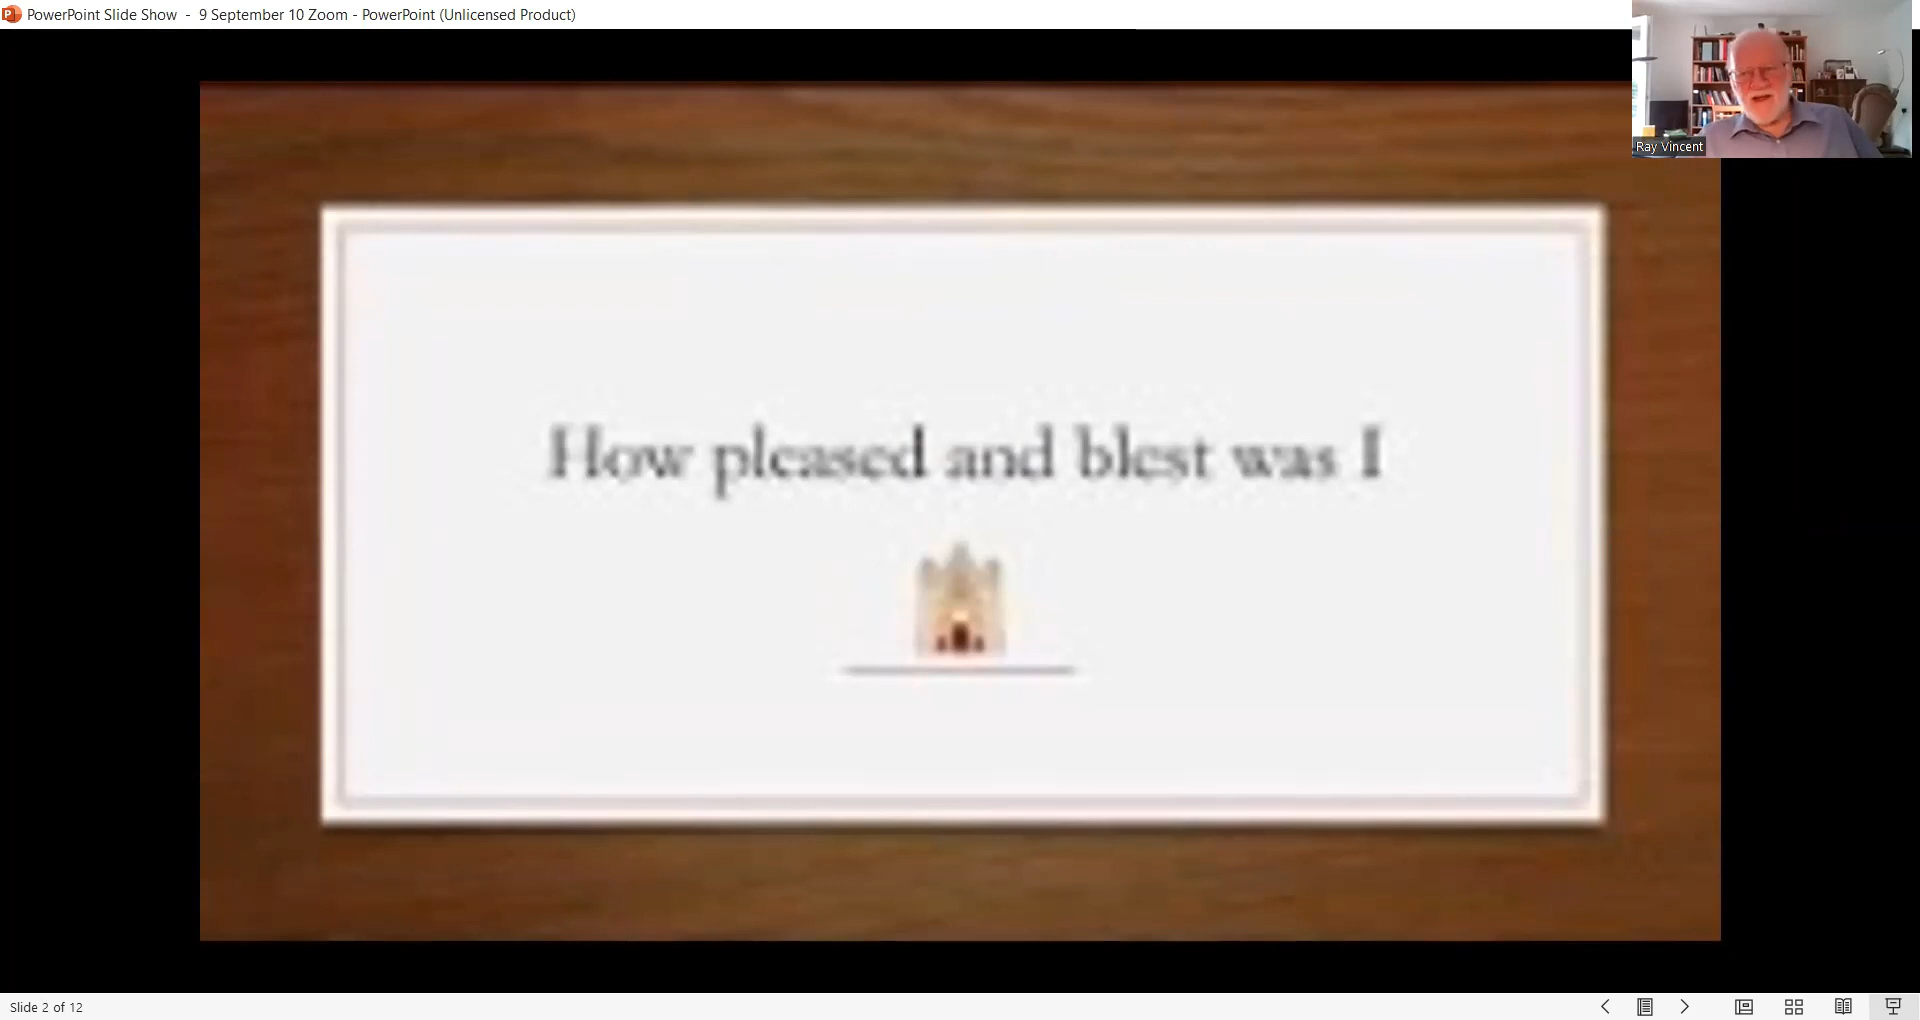 PowerPoint Slide Show - 9 September 10 Zoom - PowerPoint (Unlicensed Product)
Ray Vincent
How pleased and blest was I
Slide 2 of 12